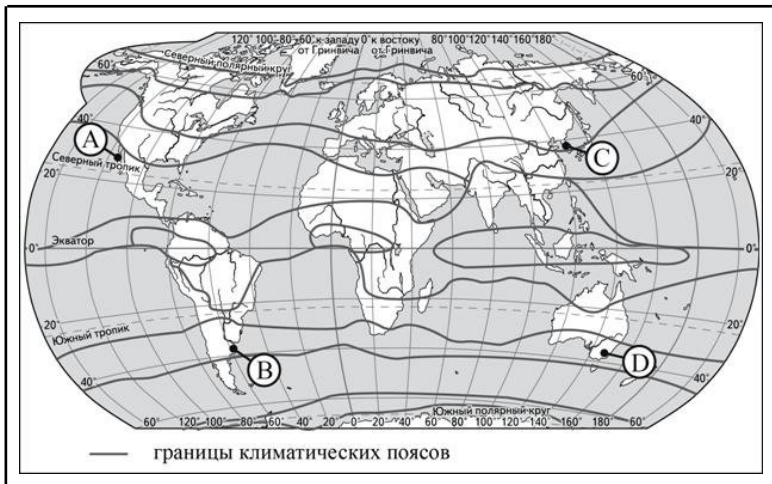 120° 100°-80°-60° к западу 0° к востоку 80° 100°120°140°160°180°
от Гринвича от Гринвича
Северный полярный круг
60° 60°
40° 40°
A C
Северный тропик
20° 20°
Экватор
0° 0°
20° 20°
Южный тропик
B D
40° 40°
Южный полярный круг
60° 180° 160° 140° 120° 100° 80° 60° 40° 20° 0° 20° 40° 60° 80° 100° 120° 140° 160° 180° 60°
границы климатических поясов